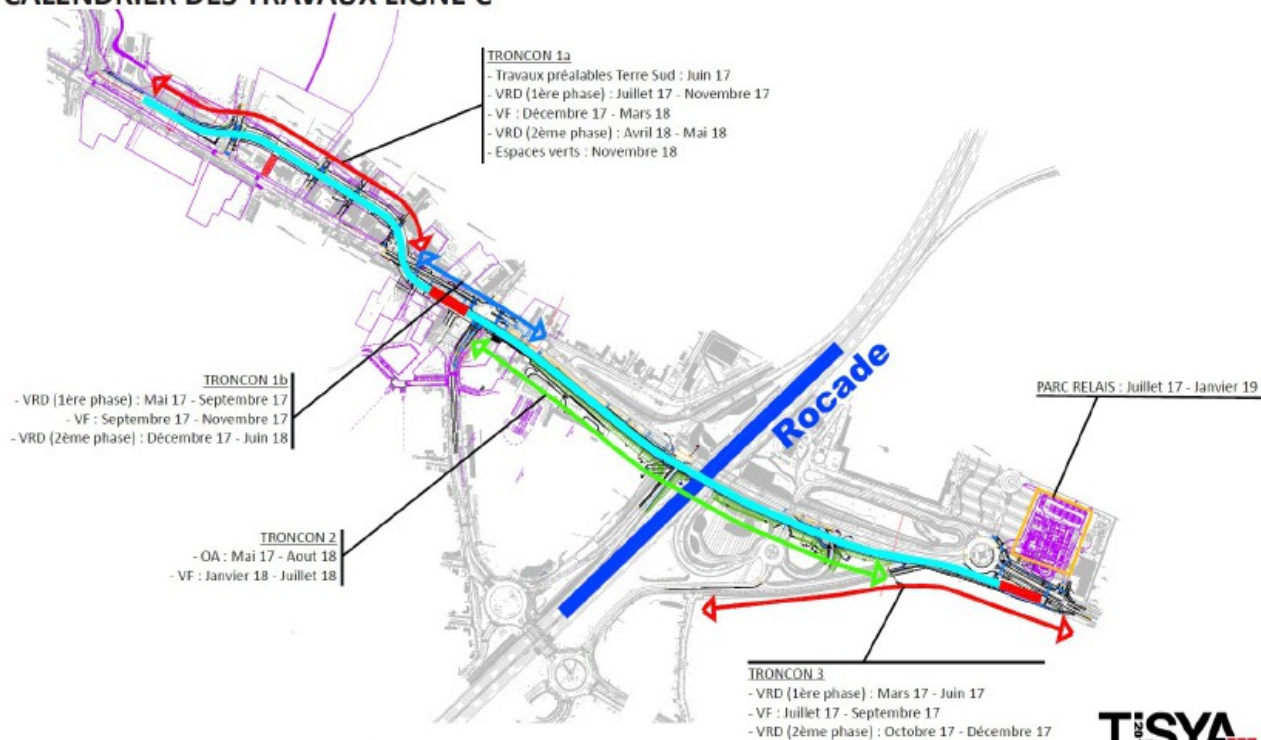 CALENDRIER DES TRAVAUX LIGNE C
TRONCON 1a
- Travaux préalables Terre Sud : Juin 17
- VRD (1ère phase) : Juillet 17 - Novembre 17
- VF : Décembre 17 - Mars 18
- VRD (2ème phase) : Avril 18 - Mai 18
- Espaces verts : Novembre 18
TRONCON 1b
- VRD (1ère phase) : Mai 17 - Septembre 17
- VF : Septembre 17 - Novembre 17
- VRD (2ème phase) : Décembre 17 - Juin 18
Rocade
PARC RELAIS : Juillet 17 - Janvier 19
TRONCON 2
- OA : Mai 17 - Aout 18
- VF : Janvier 18 - Juillet 18
TRONCON 3
- VRD (1ère phase) : Mars 17 - Juin 17
- VF : Juillet 17 - Septembre 17
- VRD (2ème phase) : Octobre 17 - Décembre 17
TiSYA